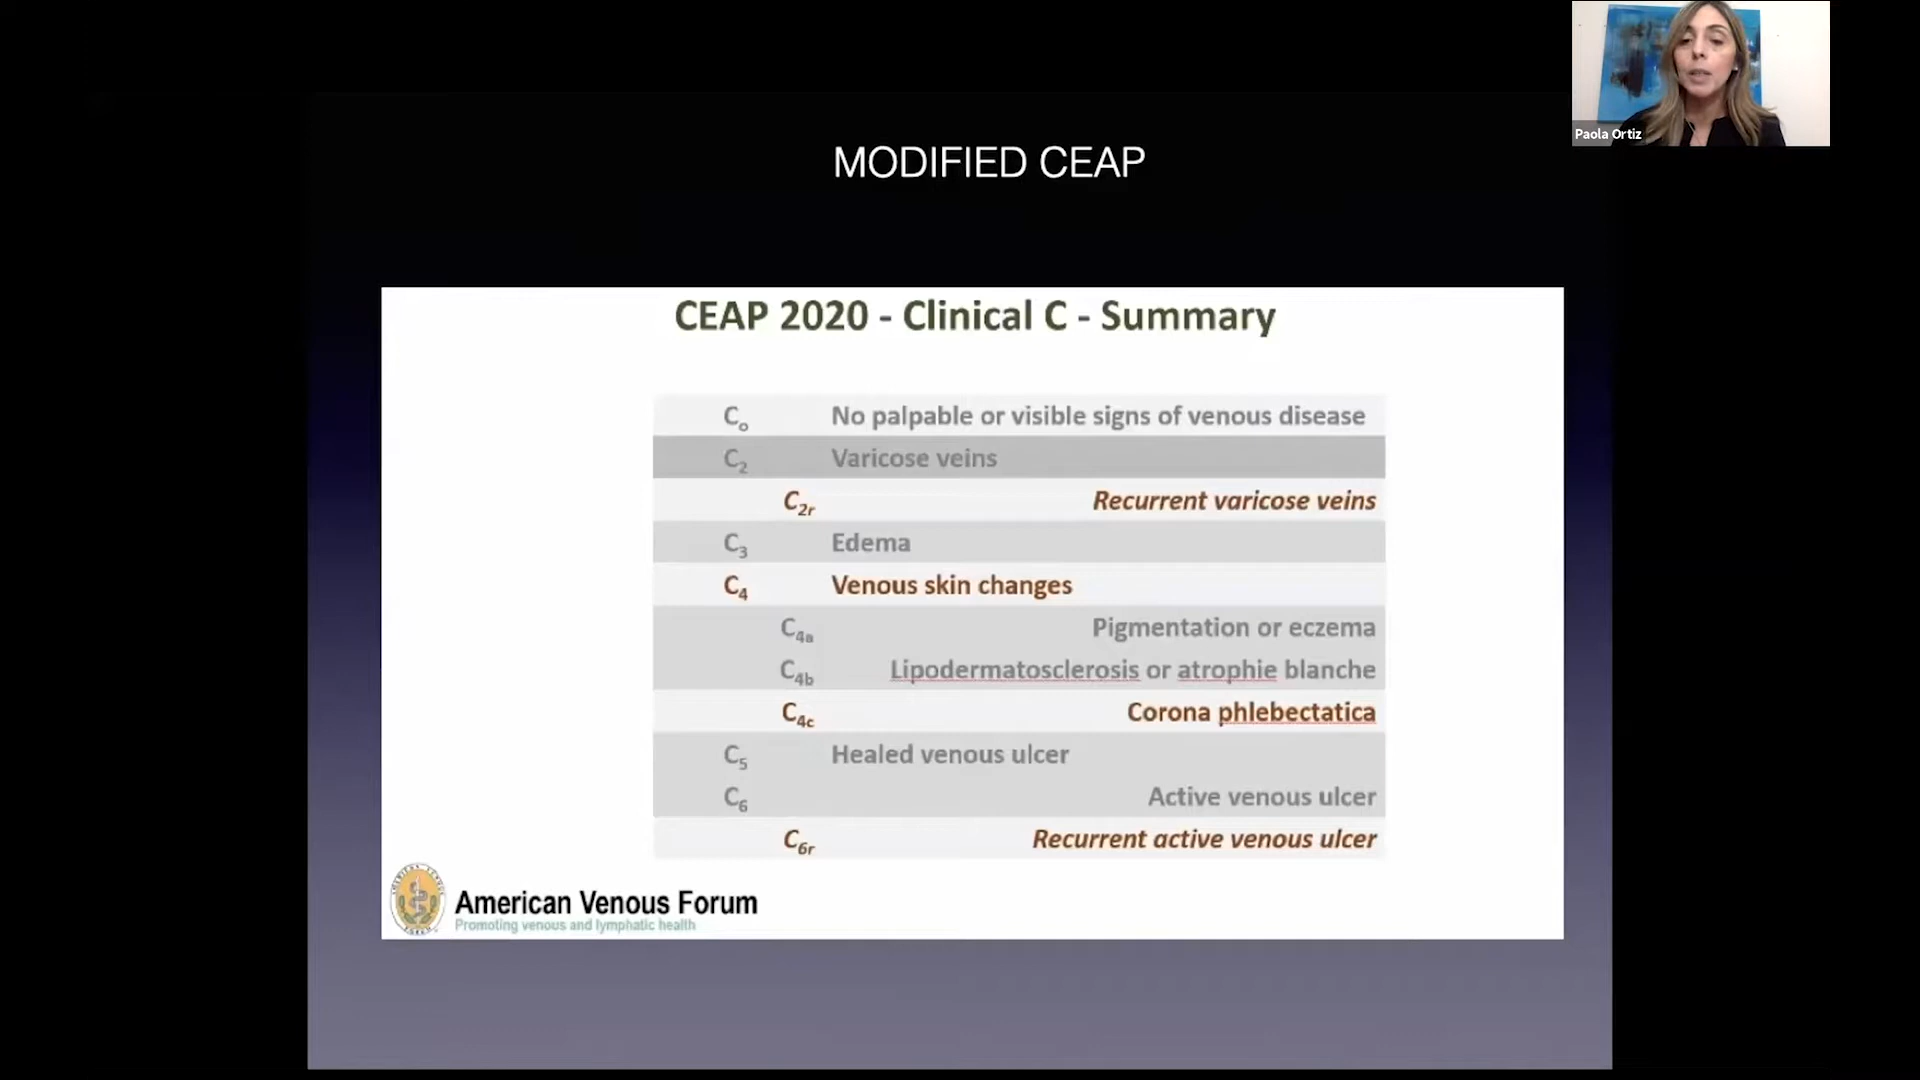 Paola Ortiz
MODIFIED CEAP
CEAP 2020 - Clinical C - Summary
Co No palpable or visible signs of venous disease
C2 Varicose veins
C2r Recurrent varicose veins
C3 Edema
C4 Venous skin changes
C4a Pigmentation or eczema
C4b Lipodermatosclerosis or atrophie blanche
C4c Corona phlebectatica
C5 Healed venous ulcer
C6 Active venous ulcer
C6r Recurrent active venous ulcer
American Venous Forum
Promoting venous and lymphatic health